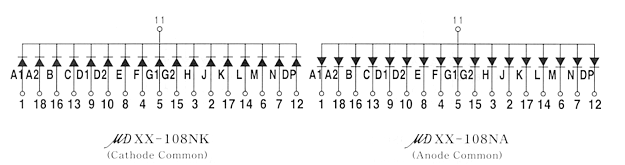 11 11
A1 A2 B C D1 D2 E F G1 G2 H J K L M N DP A1 A2 B C D1 D2 E F G1 G2 H J K L M N DP
1 18 16 13 9 10 8 4 5 15 3 2 17 14 6 7 12 1 18 16 13 9 10 8 4 5 15 3 2 17 14 6 7 12
MD XX-108NK MD XX-108NA
(Cathode Common) (Anode Common)